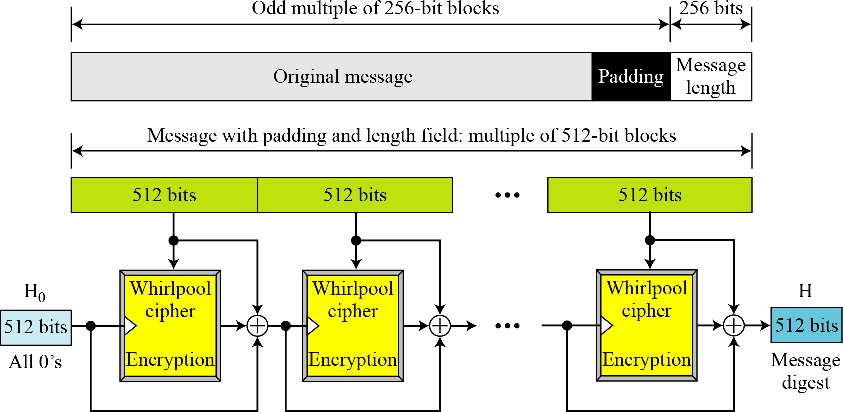 Odd multiple of 256-bit blocks
256 bits
Original message
Padding
Message
length
Message with padding and length field: multiple of 512-bit blocks
512 bits
512 bits
•••
512 bits
H0
512 bits
All 0’s
Whirlpool
cipher
Encryption
Whirlpool
cipher
Encryption
•••
Whirlpool
cipher
Encryption
H
512 bits
Message
digest